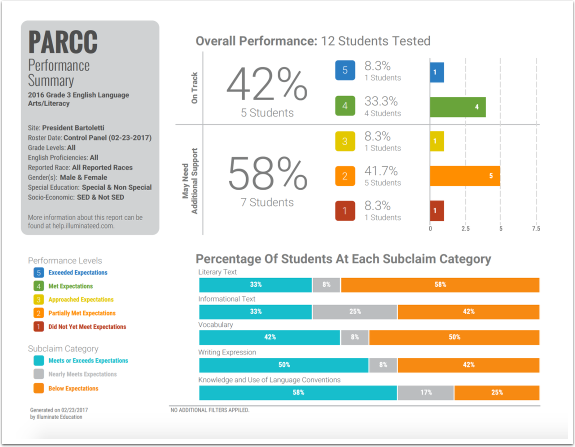 PARCC
Performance
Summary
2016 Grade 3 English Language
Arts/Literacy
Site: President Bartoletti
Roster Date: Control Panel (02-23-2017)
Grade Levels: All
English Proficiencies: All
Reported Race: All Reported Races
Gender(s): Male & Female
Special Education: Special & Non Special
Socio-Economic: SED & Not SED
More information about this report can be
found at help.illuminateed.com.
Performance Levels
5 Exceeded Expectations
4 Met Expectations
3 Approached Expectations
2 Partially Met Expectations
1 Did Not Yet Meet Expectations
Subclaim Category
Meets or Exceeds Expectations
Nearly Meets Expectations
Below Expectations
Generated on 02/23/2017
by Illuminate Education
Overall Performance: 12 Students Tested
On Track
42%
5 Students
5 8.3%
1 Students
1
4 33.3%
4 Students
4
May Need
Additional Support
58%
7 Students
3 8.3%
1 Students
1
2 41.7%
5 Students
5
1 8.3%
1 Students
1
0 2.5 5 7.5
Percentage Of Students At Each Subclaim Category
Literary Text
33% 8% 58%
Informational Text
33% 25% 42%
Vocabulary
42% 8% 50%
Writing Expression
50% 8% 42%
Knowledge and Use of Language Conventions
58% 17% 25%
NO ADDITIONAL FILTERS APPLIED.